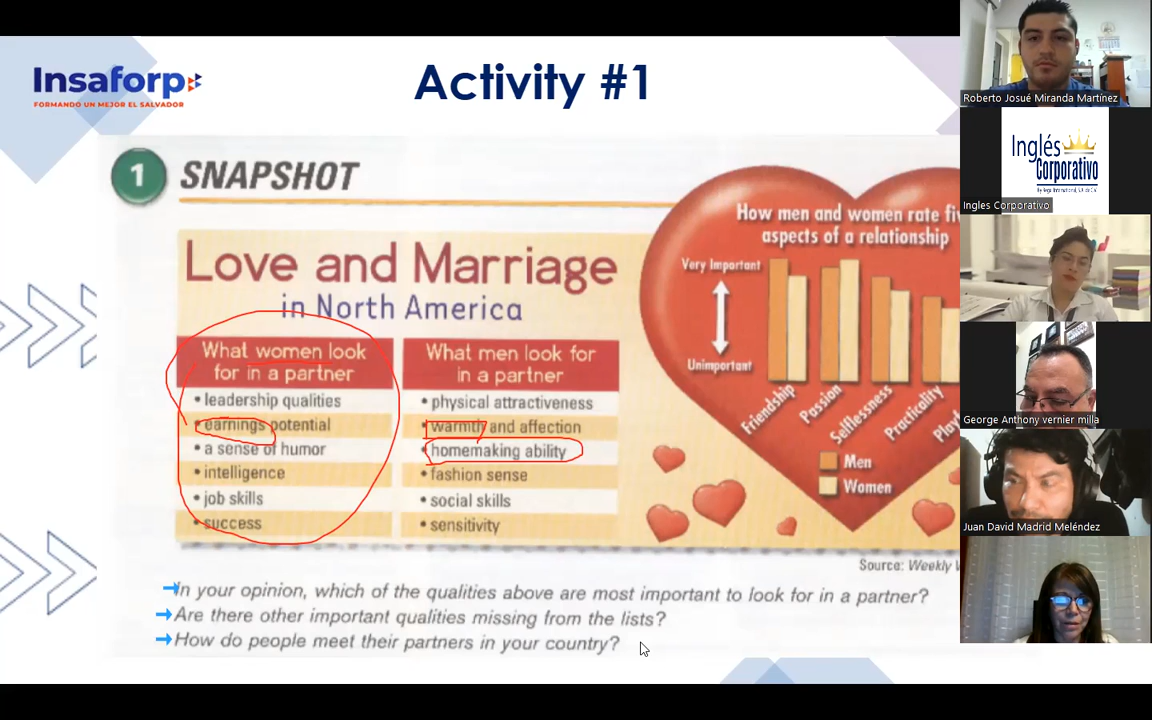 Insaforp
FORMANDO UN MEJOR EL SALVADOR
Activity #1
1 SNAPSHOT
Love and Marriage
in North America
What women look
for in a partner
• leadership qualities
• earnings potential
• a sense of humor
• intelligence
• job skills
• success
What men look for
in a partner
• physical attractiveness
• warmth and affection
• homemaking ability
• fashion sense
• social skills
• sensitivity
How men and women rate
aspects of a relationship
Very Important
Unimportant
Friendship
Passion
Selflessness
Practicality
Men
Women
Source: Weekly
In your opinion, which of the qualities above are most important to look for in a partner?
Are there other important qualities missing from the lists?
How do people meet their partners in your country?
Roberto Josué Miranda Martínez
Inglés
Corporativo
Ingles Corporativo
George Anthony vernier milla
Juan David Madrid Meléndez